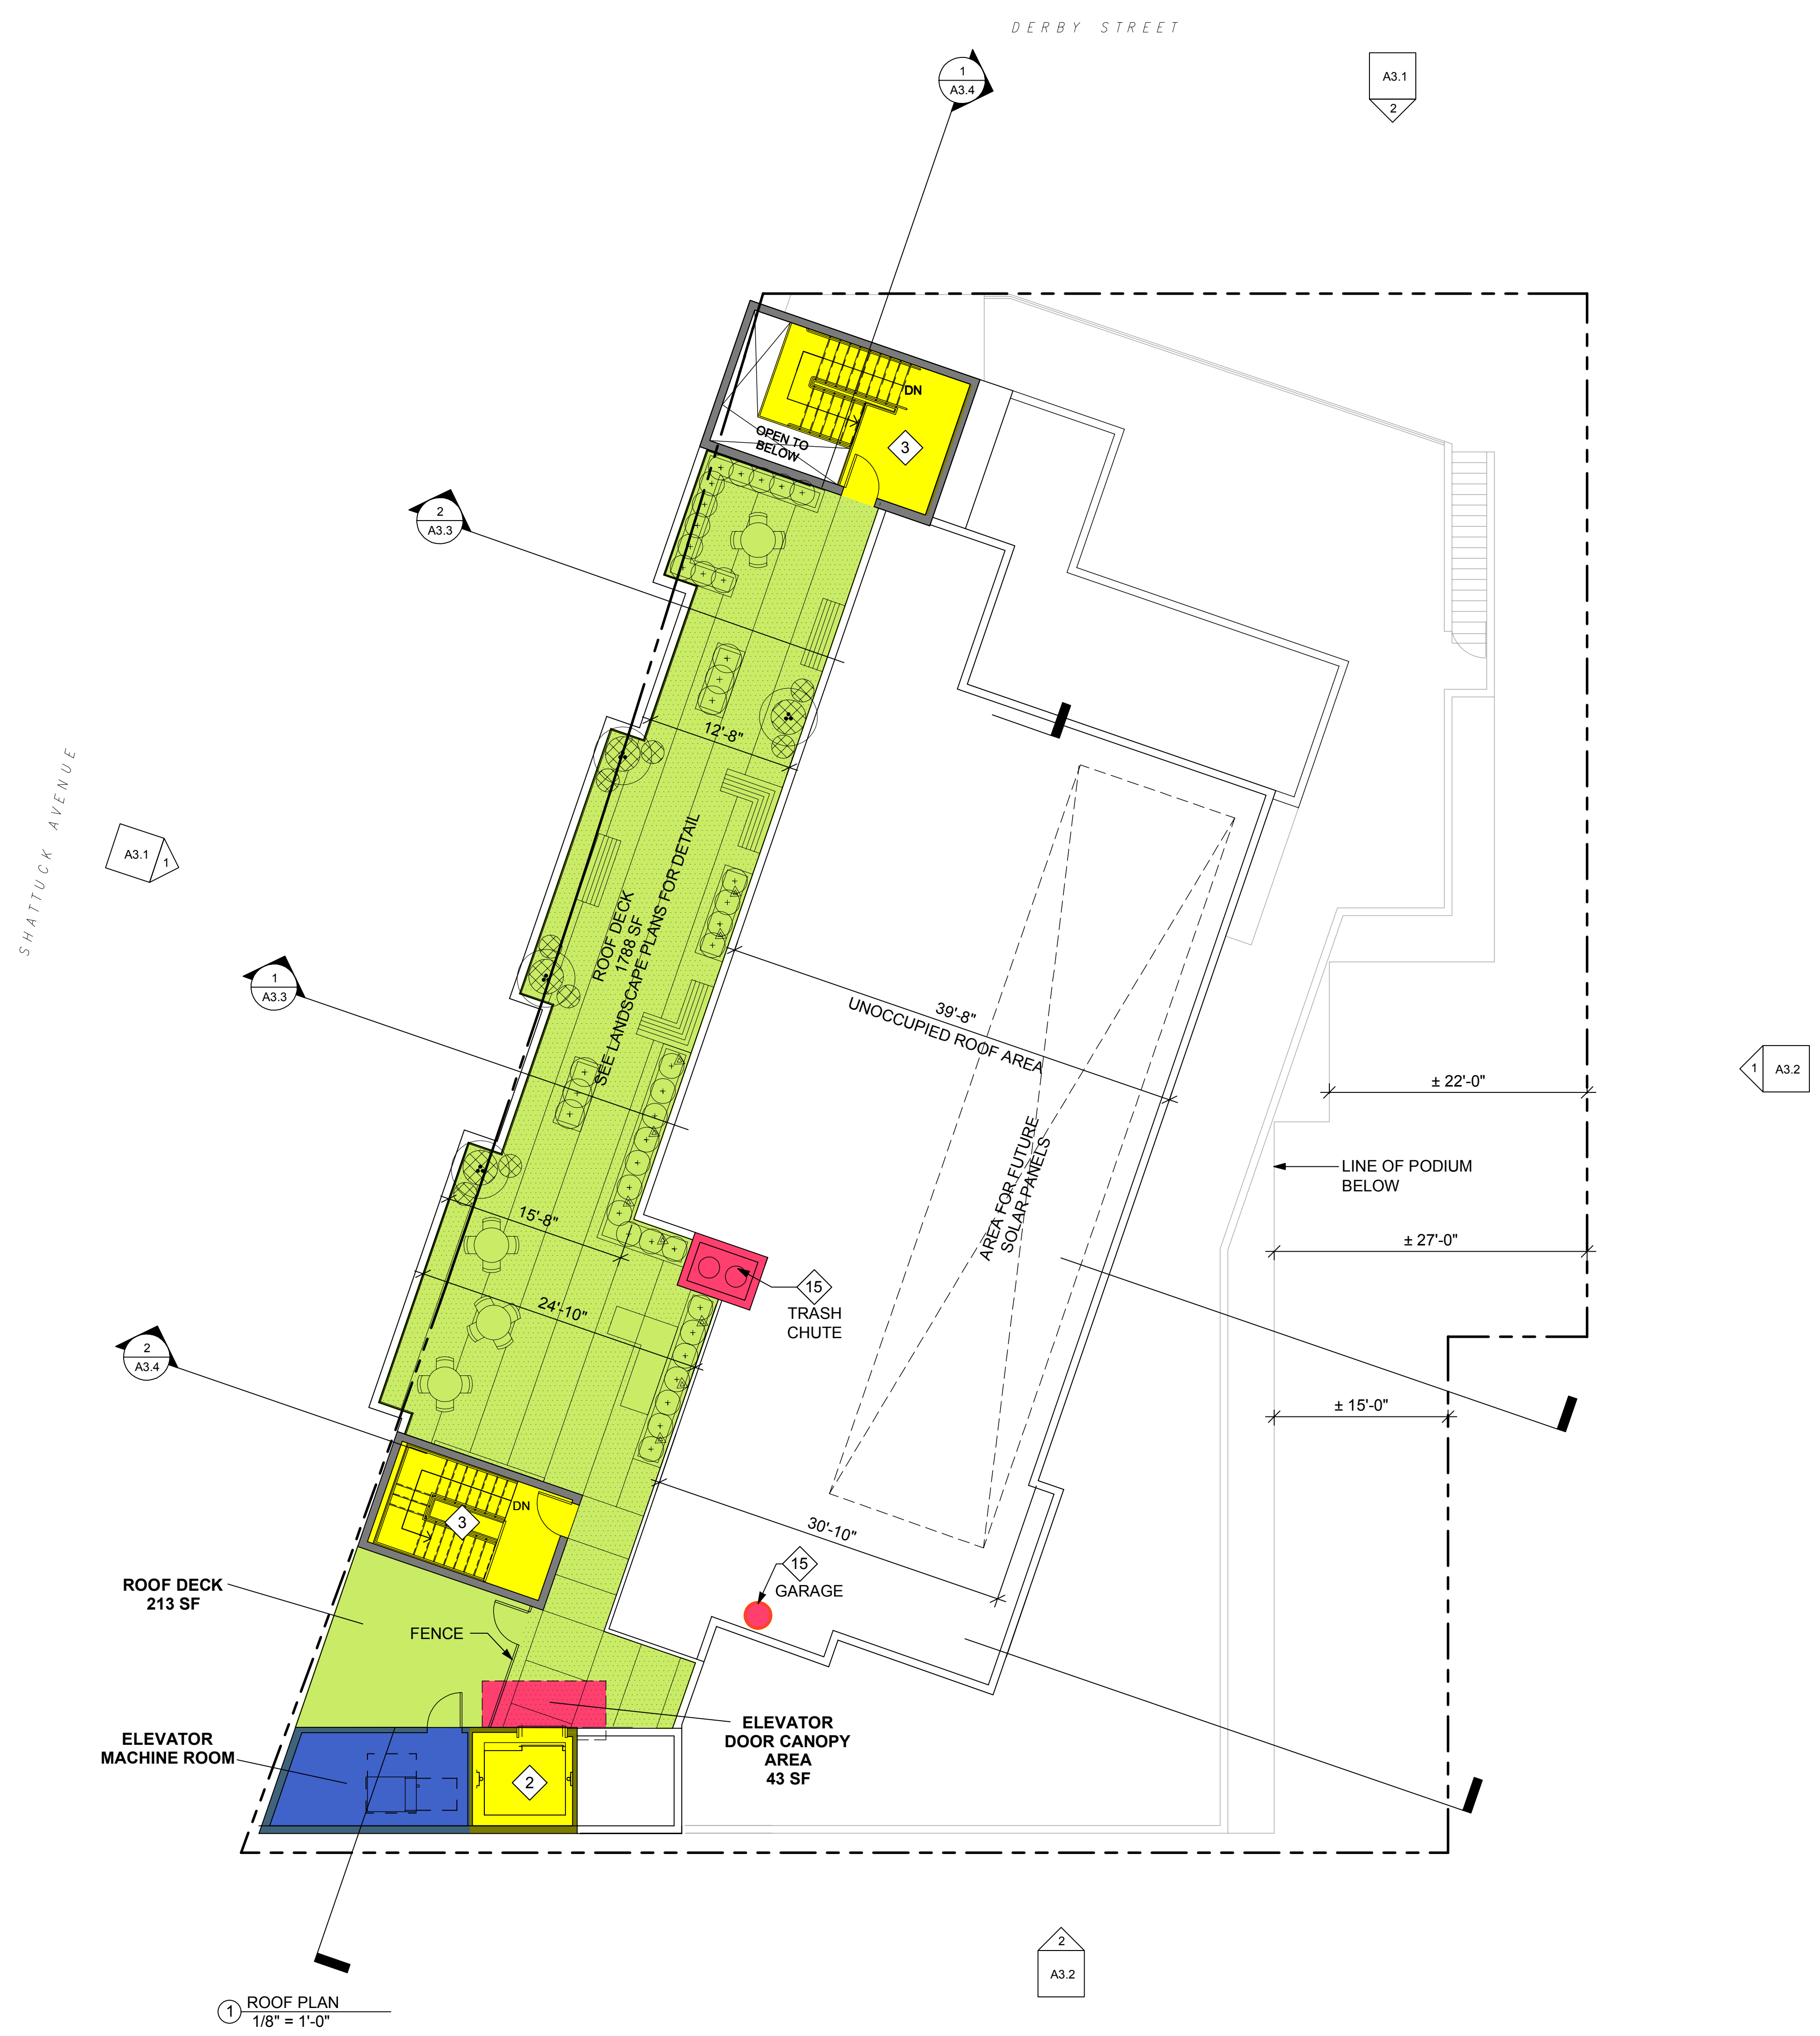 DERBY STREET
1
A3.4
A3.1
2
DN
OPEN TO
BELOW
3
2
A3.3
12'-8"
SHATTUCK AVENUE
A3.1
1
ROOF DECK
1788 SF
SEE LANDSCAPE PLANS FOR DETAIL
1
A3.3
39'-8"
UNOCCUPIED ROOF AREA
1
A3.2
± 22'-0"
AREA FOR FUTURE
SOLAR PANELS
LINE OF PODIUM
BELOW
15'-8"
± 27'-0"
24'-10"
15
TRASH
CHUTE
2
A3.4
± 15'-0"
DN
3
30'-10"
15
GARAGE
ROOF DECK
213 SF
FENCE
ELEVATOR
MACHINE ROOM
ELEVATOR
DOOR CANOPY
AREA
43 SF
2
2
A3.2
1
ROOF PLAN
1/8" = 1'-0"